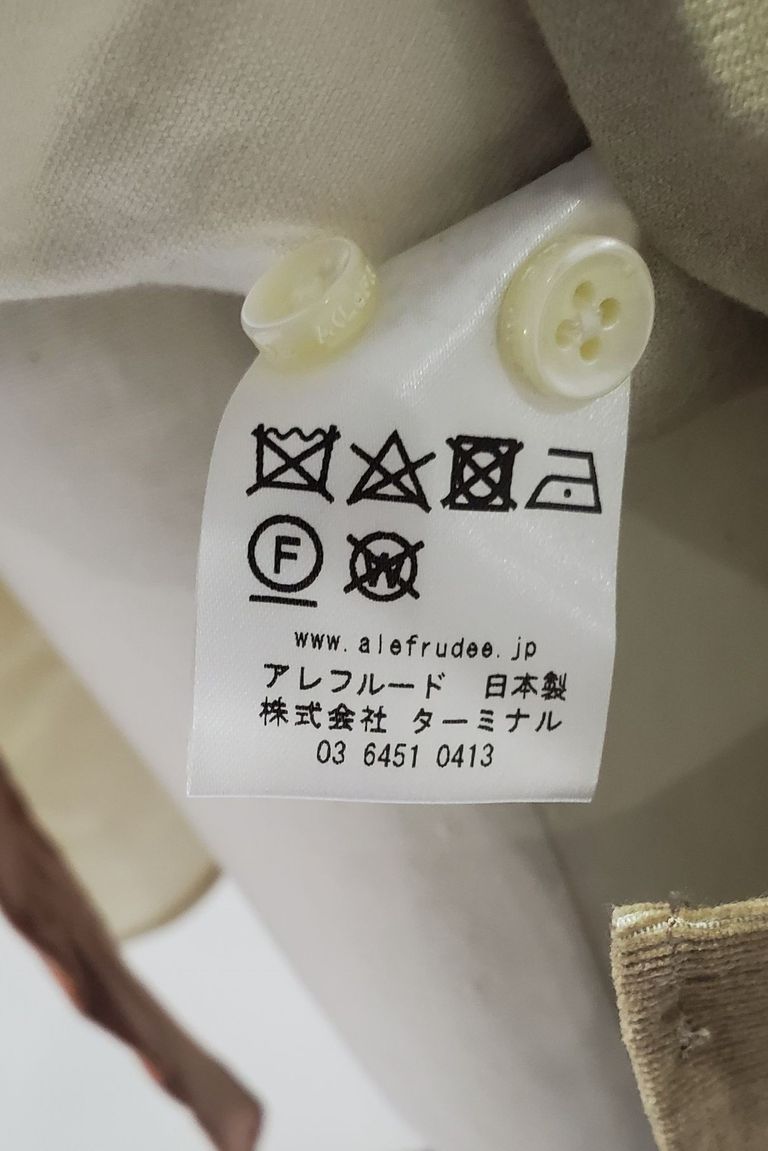 F W
www.alefrudee.jp
アレフルード 日本製
株式会社 ターミナル
03 6451 0413